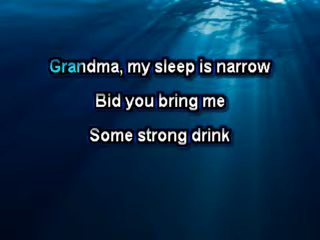 Grandma, my sleep is narrow
Bid you bring me
Some strong drink